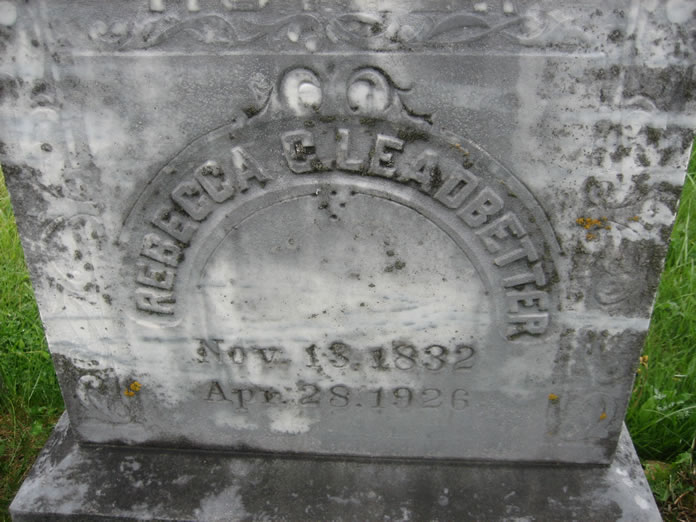 REBECCA C. LEADBETTER
Nov. 13. 1832
Apr. 28. 1926